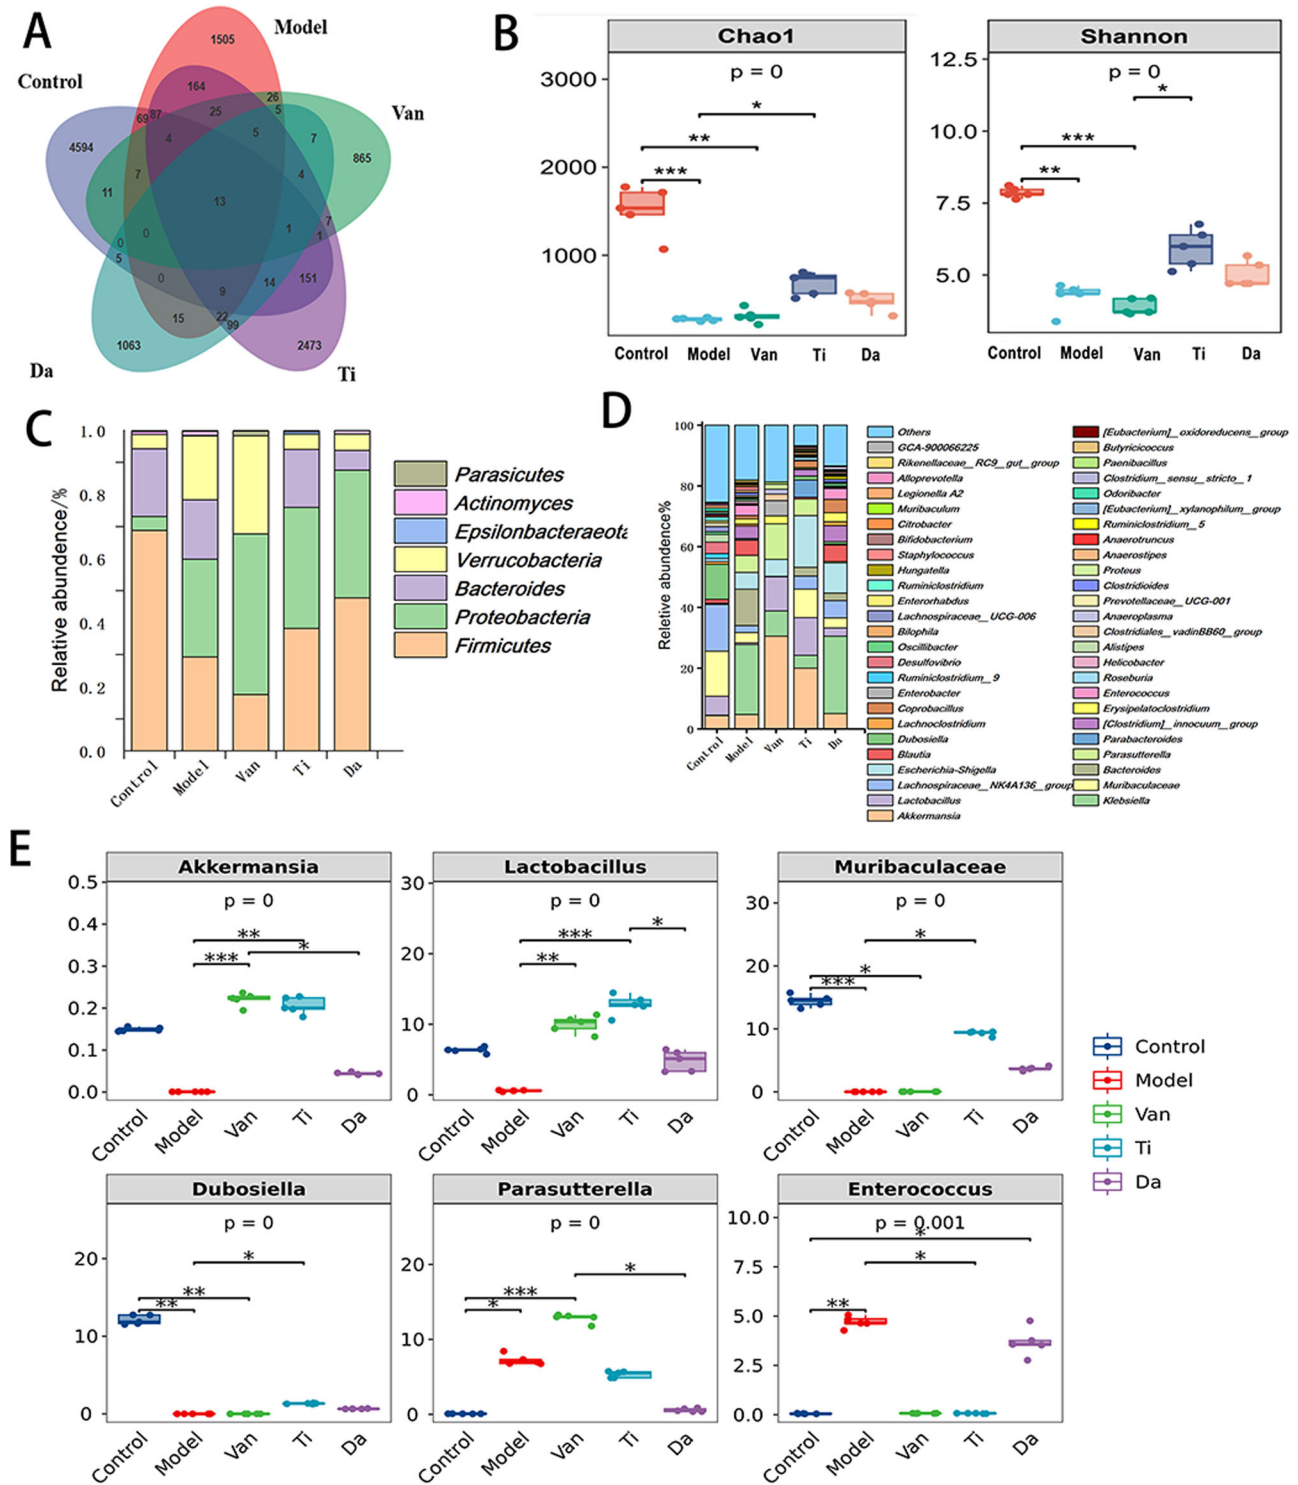 A
Model
Control
Van
Da
Ti
1505
164
26
5
69
87
25
4
5
7
865
4594
7
4
11
13
7
1
1
0
0
5
0
14
151
9
15
22
99
1063
2473
B
Chao1
p = 0
3000
2000
1000
*
**
***
Control Model Van Ti Da
Shannon
p = 0
12.5
10.0
7.5
5.0
*
***
**
Control Model Van Ti Da
C
Relative abundance/%
1.0
0.8
0.6
0.4
0.2
0.0
Control Model Van Ti Da
Parasicutes
Actinomyces
Epsilonbacteraeota
Verrucobacteria
Bacteroides
Proteobacteria
Firmicutes
D
Relative abundance%
100
80
60
40
20
0
Control Model Van Ti Da
Others
GCA-900066225
Rikenellaceae_RC9_gut_group
Alloprevotella
Legionella A2
Muribaculum
Citrobacter
Bifidobacterium
Staphylococcus
Hungatella
Ruminiclostridium
Enterorhabdus
Lachnospiraceae_UCG-006
Bilophila
Oscillibacter
Desulfovibrio
Ruminiclostridium_9
Enterobacter
Coprobacillus
Lachnoclostridium
Dubosiella
Blautia
Escherichia-Shigella
Lachnospiraceae_NK4A136_group
Lactobacillus
Akkermansia
[Eubacterium]_oxidoreducens_group
Butyricicoccus
Paenibacillus
Clostridium_sensu_stricto_1
Odoribacter
[Eubacterium]_xylanophilum_group
Ruminiclostridium_5
Anaerotruncus
Anaerostipes
Proteus
Clostridioides
Prevotellaceae_UCG-001
Anaeroplasma
Clostridiales_vadinBB60_group
Alistipes
Helicobacter
Roseburia
Enterococcus
Erysipelatoclostridium
[Clostridium]_innocuum_group
Parabacteroides
Parasutterella
Bacteroides
Muribaculaceae
Klebsiella
E
Akkermansia
p = 0
0.5
0.4
0.3
0.2
0.1
0.0
**
*
***
Control Model Van Ti Da
Lactobacillus
p = 0
30
20
10
0
*
***
**
Control Model Van Ti Da
Muribaculaceae
p = 0
30
20
10
0
*
*
***
Control Model Van Ti Da
Dubosiella
p = 0
20
10
0
*
**
**
Control Model Van Ti Da
Parasutterella
p = 0
20
10
0
*
***
*
Control Model Van Ti Da
Enterococcus
p = 0.001
10.0
7.5
5.0
2.5
0.0
*
*
**
Control Model Van Ti Da
Control
Model
Van
Ti
Da